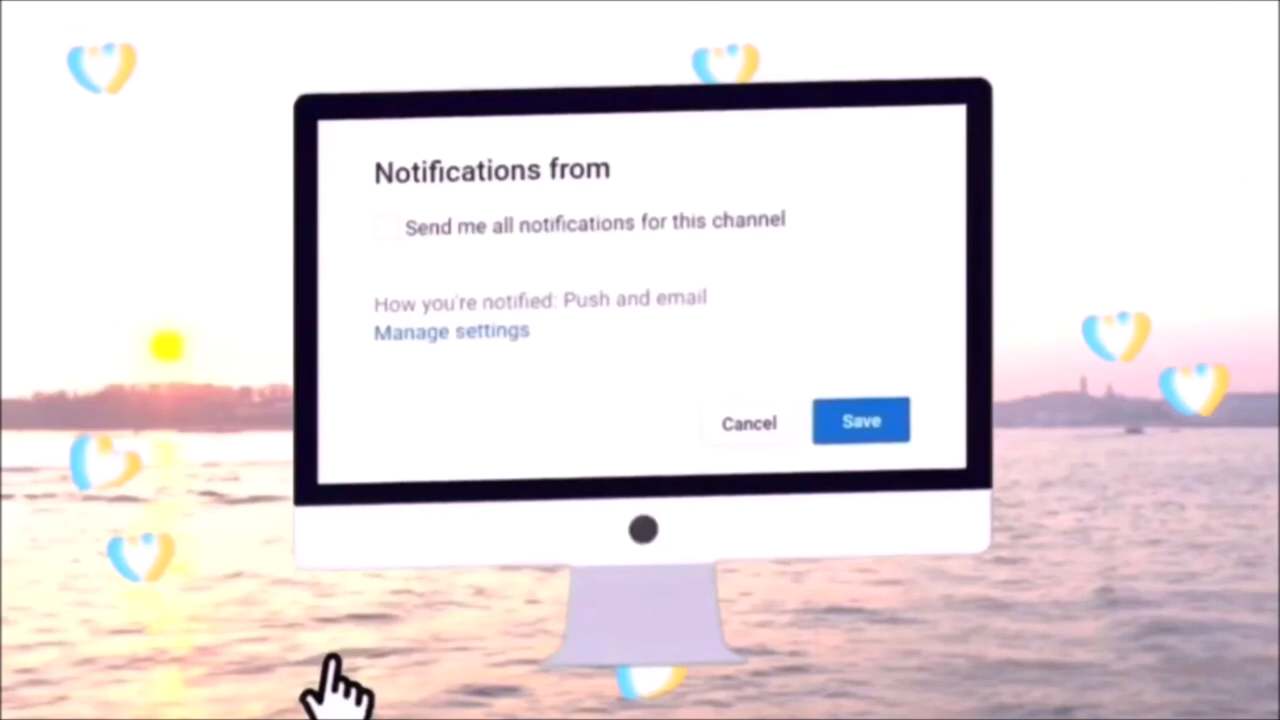 Notifications from
Send me all notifications for this channel
How you're notified: Push and email
Manage settings
Cancel
Save